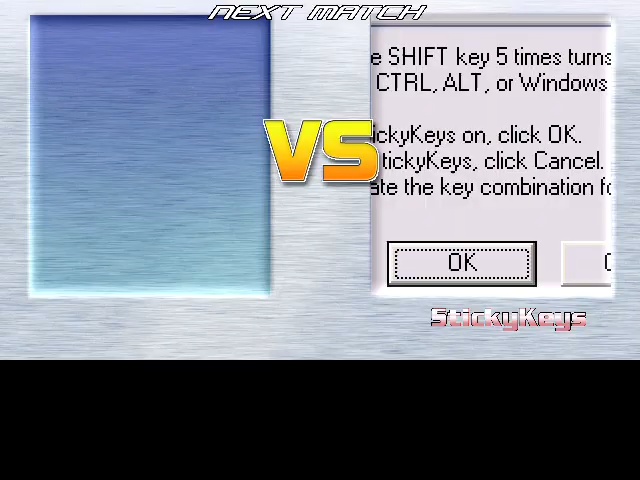 NEXT MATCH
VS
e SHIFT key 5 times turns
CTRL, ALT, or Windows
ickyKeys on, click OK.
tickyKeys, click Cancel.
ate the key combination fo
OK
StickyKeys